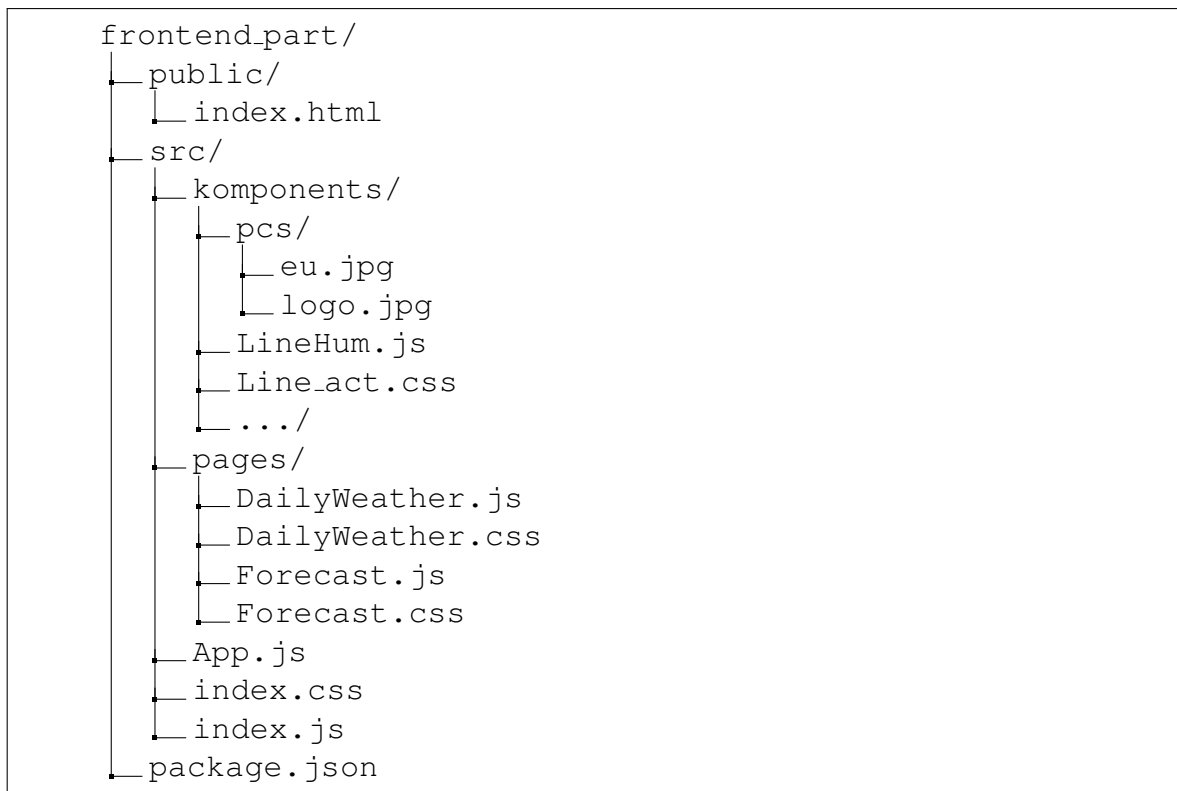 frontend_part/
public/
index.html
src/
komponents/
pcs/
eu.jpg
logo.jpg
LineHum.js
Line_act.css
.../
pages/
DailyWeather.js
DailyWeather.css
Forecast.js
Forecast.css
App.js
index.css
index.js
package.json